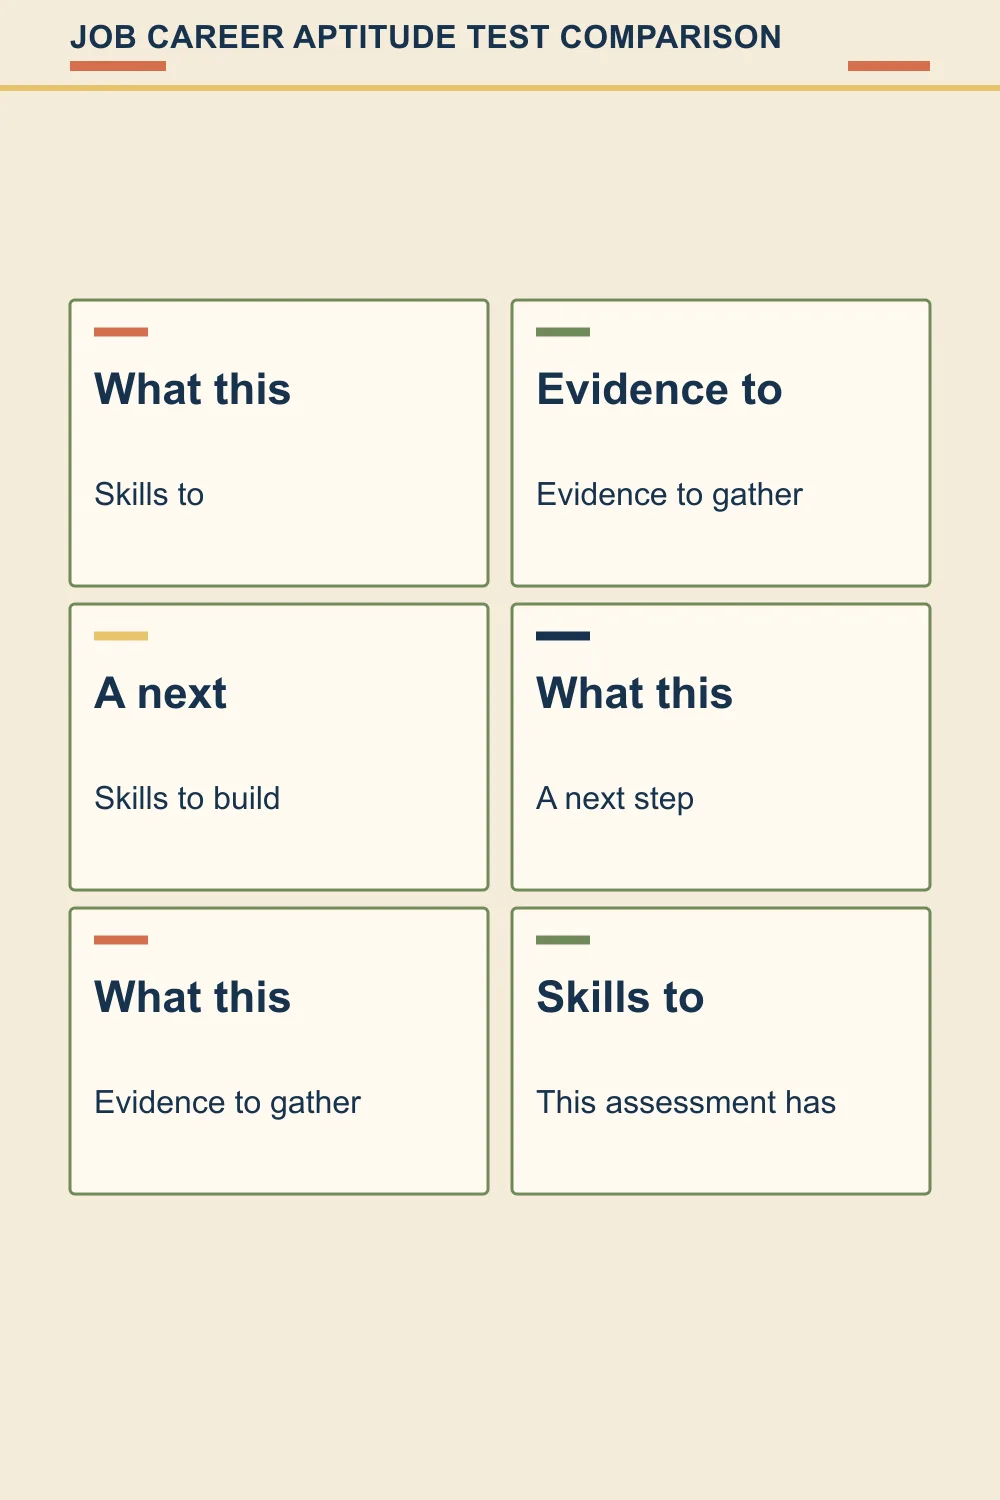 JOB CAREER APTITUDE TEST COMPARISON
What this
Skills to
Evidence to
Evidence to gather
A next
Skills to build
What this
A next step
What this
Evidence to gather
Skills to
This assessment has